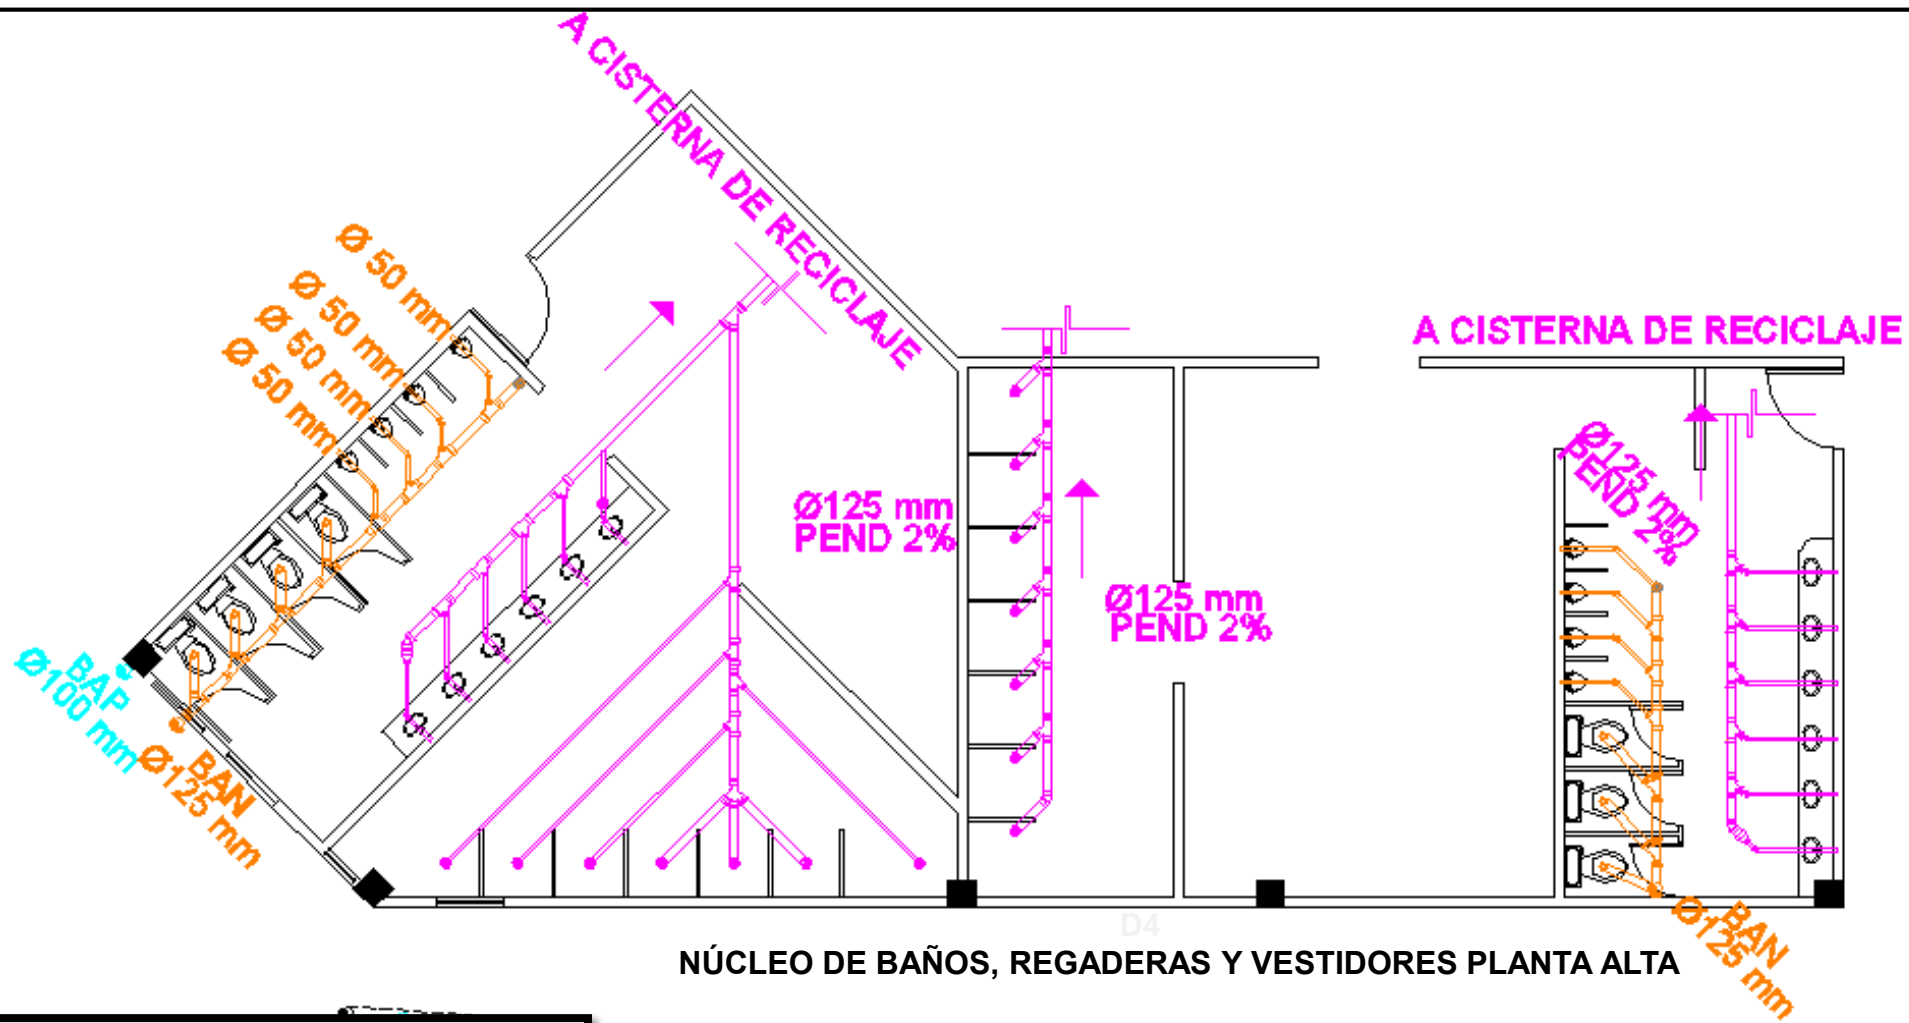 A CISTERNA DE RECICLAJE
Ø 50 mm
Ø 50 mm
Ø 50 mm
Ø 50 mm
A CISTERNA DE RECICLAJE
Ø125 mm
PEND 2%
Ø125 mm
PEND 2%
Ø125 mm
PEND 2%
BAP
Ø100 mm
BAN
Ø125 mm
BAN
Ø125 mm
D4
NÚCLEO DE BAÑOS, REGADERAS Y VESTIDORES PLANTA ALTA